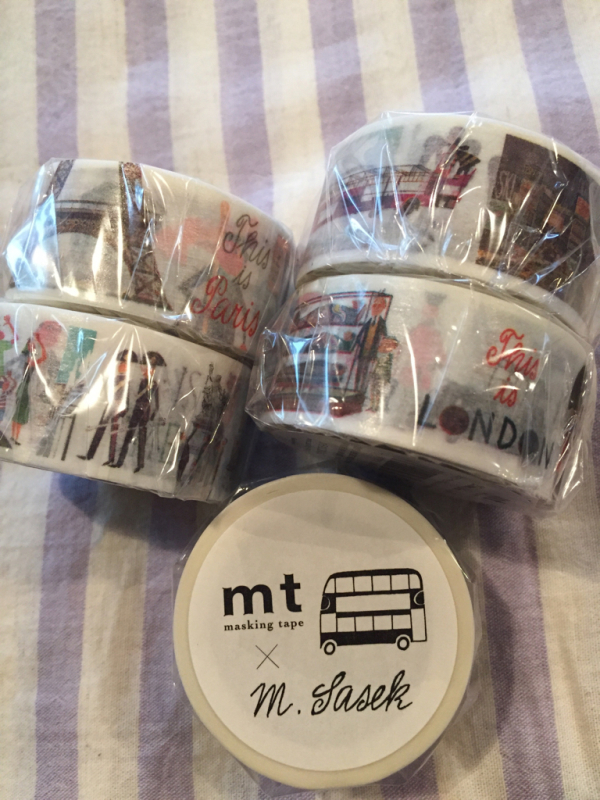 This
is
Paris
This
is
LONDON
mt
masking tape
×
M. Sasek